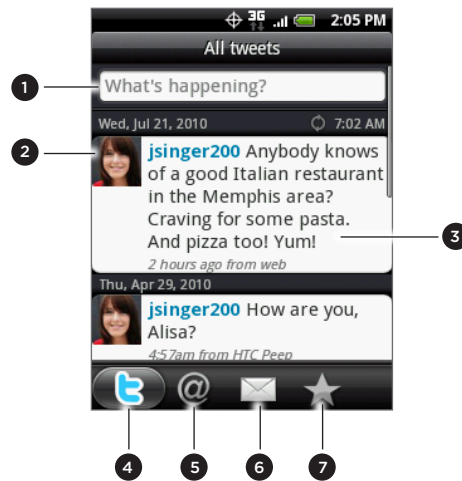 3G 2:05 PM
All tweets
1
What's happening?
Wed, Jul 21, 2010 7:02 AM
2
jsinger200 Anybody knows
of a good Italian restaurant
in the Memphis area?
Craving for some pasta.
And pizza too! Yum!
3
2 hours ago from web
Thu, Apr 29, 2010
jsinger200 How are you,
Alisa?
4:57am from HTC Peep
t @
4 5 6 7